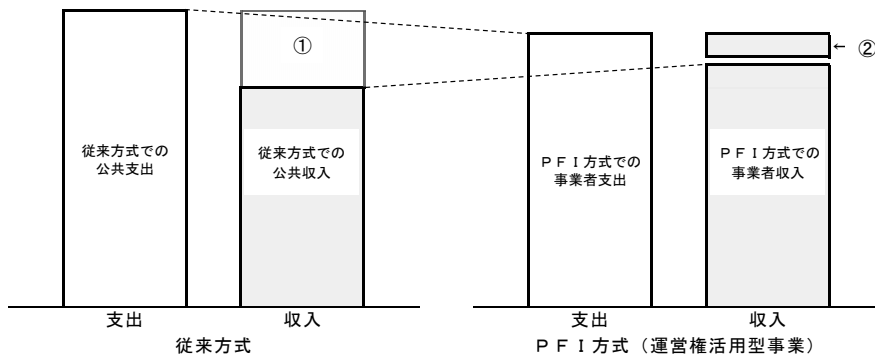 ①
← ②
従来方式での
公共支出
従来方式での
公共収入
ＰＦＩ方式での
事業者支出
ＰＦＩ方式での
事業者収入
支出
収入
支出
収入
従来方式
ＰＦＩ方式（運営権活用型事業）